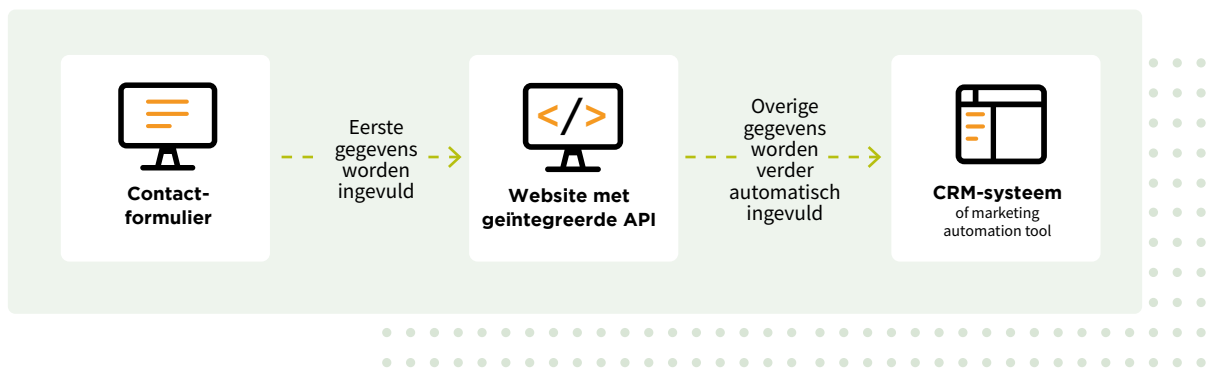 Contact-
formulier
Eerste
gegevens
worden
ingevuld
</>
Website met
geïntegreerde API
Overige
gegevens
worden
verder
automatisch
ingevuld
CRM-systeem
of marketing
automation tool